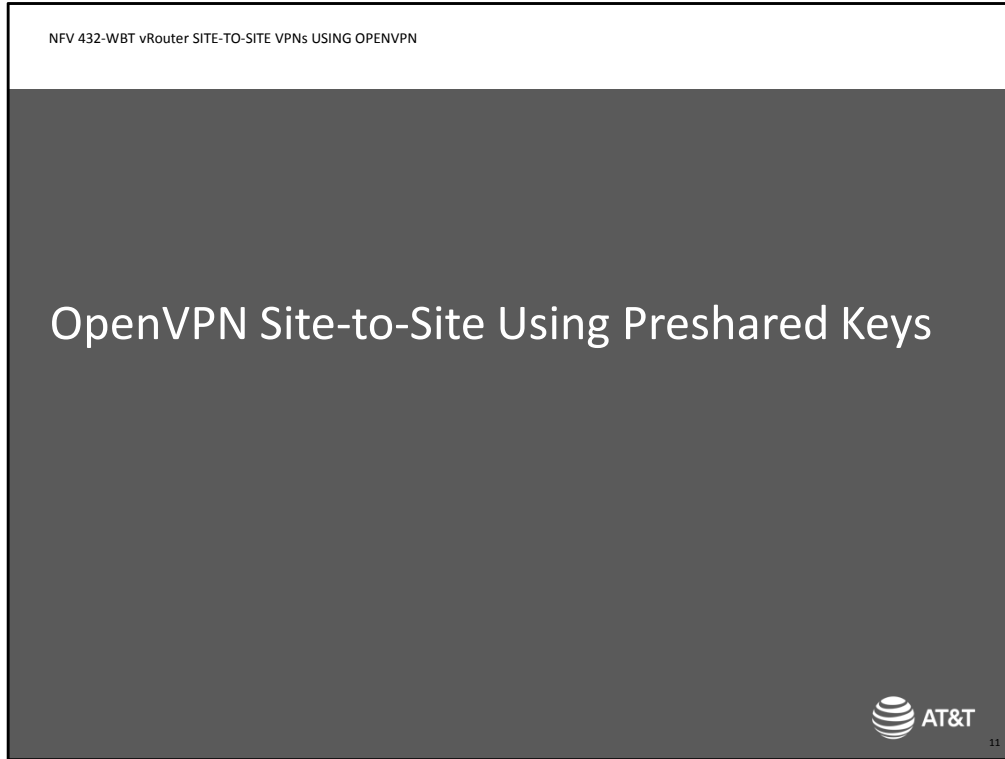 NFV 432-WBT vRouter SITE-TO-SITE VPNs USING OPENVPN
OpenVPN Site-to-Site Using Preshared Keys
AT&T
11